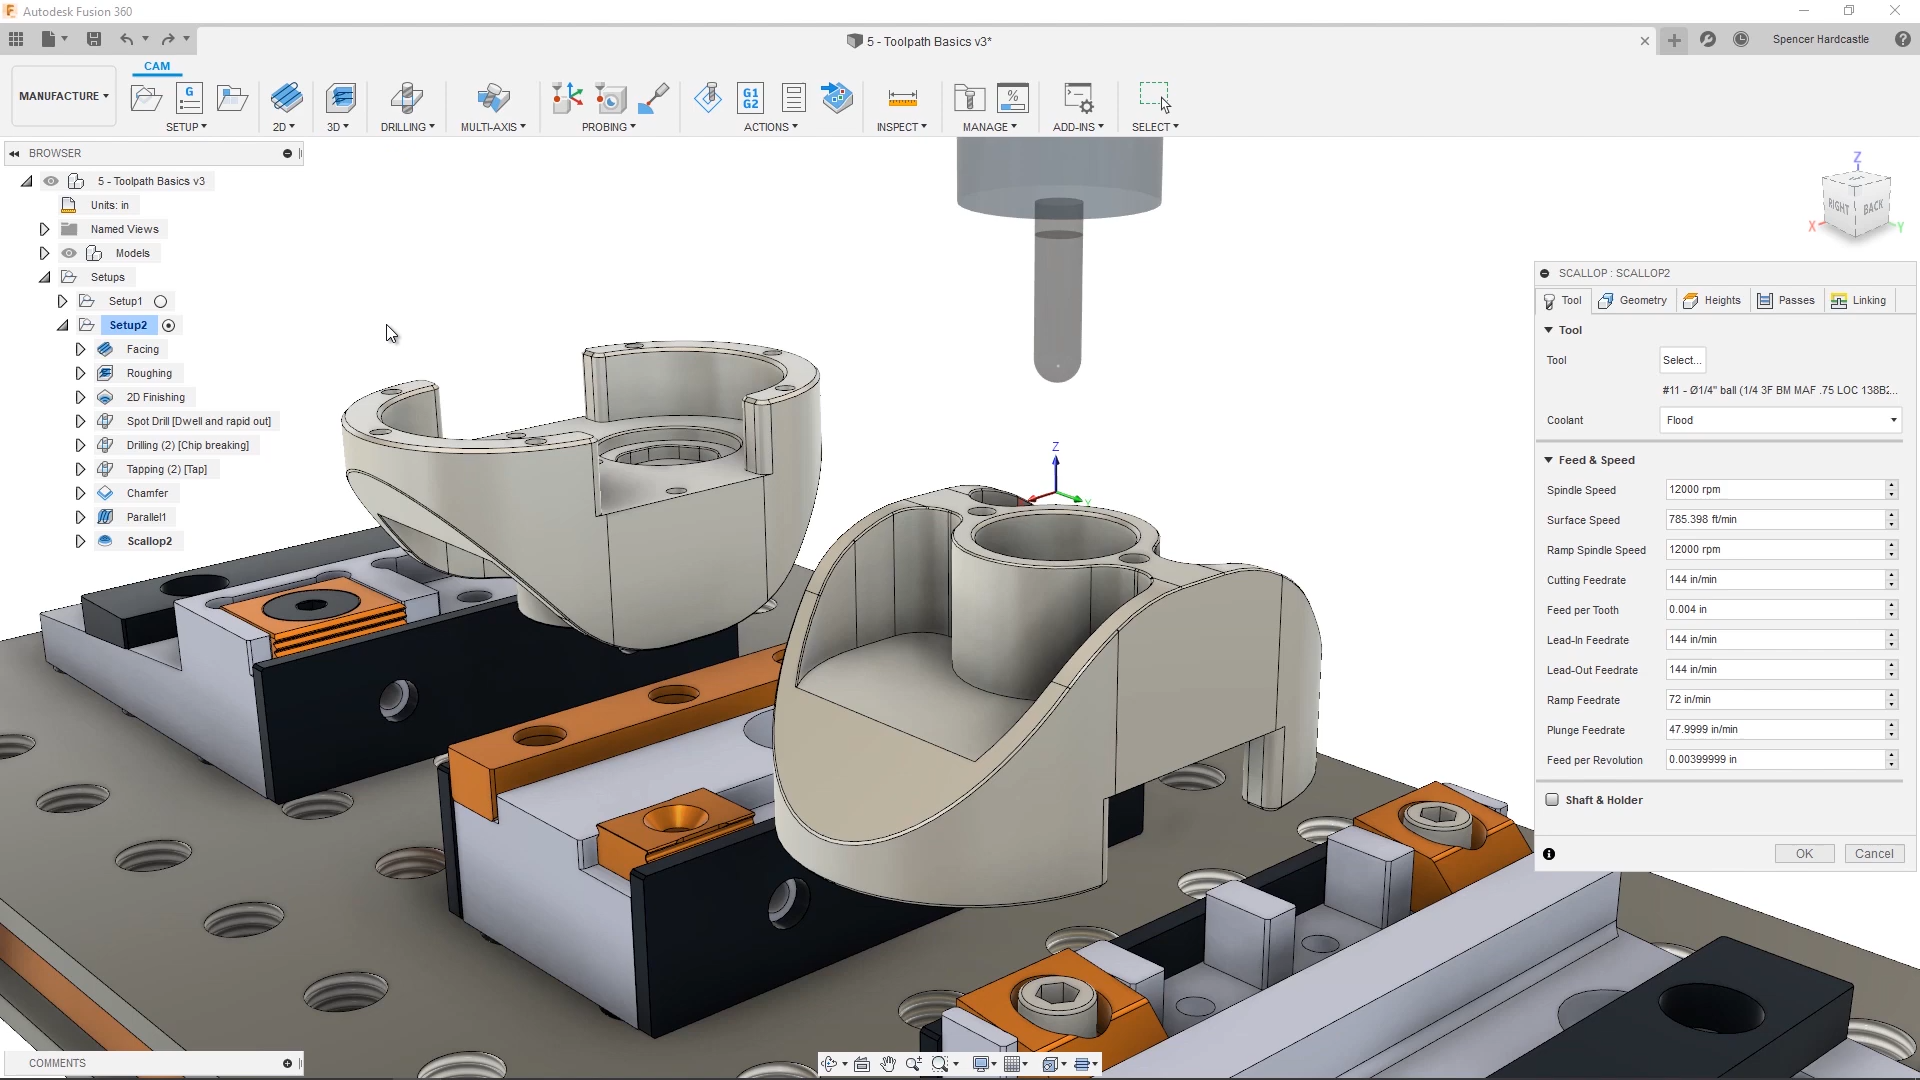 Autodesk Fusion 360
5 - Toolpath Basics v3*
Spencer Hardcastle
MANUFACTURE
CAM
G
G1
G2
%
SETUP
2D
3D
DRILLING
MULTI-AXIS
PROBING
ACTIONS
INSPECT
MANAGE
ADD-INS
SELECT
BROWSER
5 - Toolpath Basics v3
Units: in
Named Views
Models
Setups
Setup1
Setup2
Facing
Roughing
2D Finishing
Spot Drill [Dwell and rapid out]
Drilling (2) [Chip breaking]
Tapping (2) [Tap]
Chamfer
Parallel1
Scallop2
Z
Y
Z
RIGHT
BACK
X
Y
SCALLOP : SCALLOP2
Tool
Geometry
Heights
Passes
Linking
Tool
Tool
Select...
#11 - Ø1/4" ball (1/4 3F BM MAF .75 LOC 138B2...
Coolant
Flood
Feed & Speed
Spindle Speed
12000 rpm
Surface Speed
785.398 ft/min
Ramp Spindle Speed
12000 rpm
Cutting Feedrate
144 in/min
Feed per Tooth
0.004 in
Lead-In Feedrate
144 in/min
Lead-Out Feedrate
144 in/min
Ramp Feedrate
72 in/min
Plunge Feedrate
47.9999 in/min
Feed per Revolution
0.00399999 in
Shaft & Holder
OK
Cancel
COMMENTS